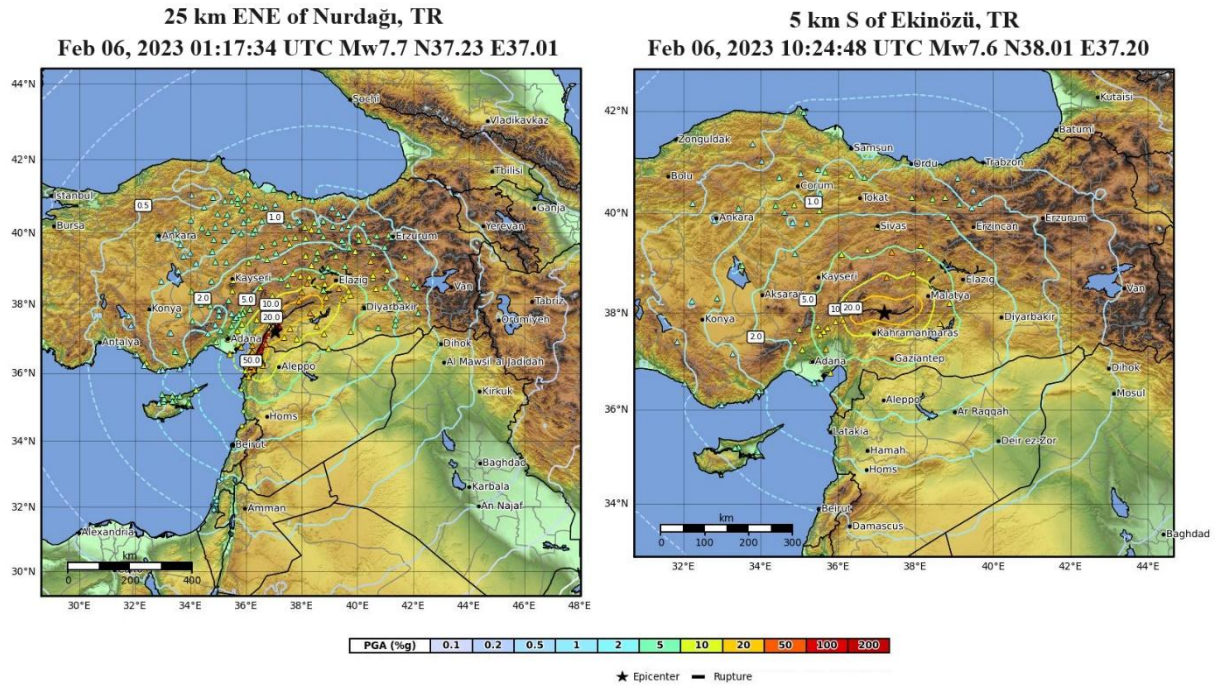 25 km ENE of Nurdağı, TR
Feb 06, 2023 01:17:34 UTC Mw7.7 N37.23 E37.01
44°N
42°N
40°N
38°N
36°N
34°N
32°N
30°N
Sochi
Vladikavkaz
Tbilisi
Istanbul
Ganja
0.5
1.0
Bursa
Ankara
Erzurum
Yerevan
Kayseri
Elazig
Van
2.0
5.0
10.0
Tabriz
Konya
20.0
Diyarbakir
Orumiyeh
Antalya
Adana
Dihok
50.0
Aleppo
Al Mawsil al Jadidah
Kirkuk
Homs
Beirut
Baghdad
Karbala
Amman
An Najaf
Alexandria
km
0 200 400
30°E 32°E 34°E 36°E 38°E 40°E 42°E 44°E 46°E 48°E
5 km S of Ekinözü, TR
Feb 06, 2023 10:24:48 UTC Mw7.6 N38.01 E37.20
42°N
40°N
38°N
36°N
34°N
Kutaisi
Zonguldak
Samsun
Batumi
Ordu
Trabzon
Bolu
Corum
1.0
Tokat
Ankara
Sivas
Erzincan
Erzurum
Kayseri
Elazig
Aksaray
5.0
Malatya
Van
10
20.0
Konya
Diyarbakir
2.0
Kahramanmaras
Adana
Gaziantep
Dihok
Aleppo
Mosul
Ar Raqqah
Latakia
Deir ez-Zor
Hamah
Homs
Beirut
Damascus
Baghdad
km
0 100 200 300
32°E 34°E 36°E 38°E 40°E 42°E 44°E
PGA (%g) 0.1 0.2 0.5 1 2 5 10 20 50 100 200
Epicenter Rupture